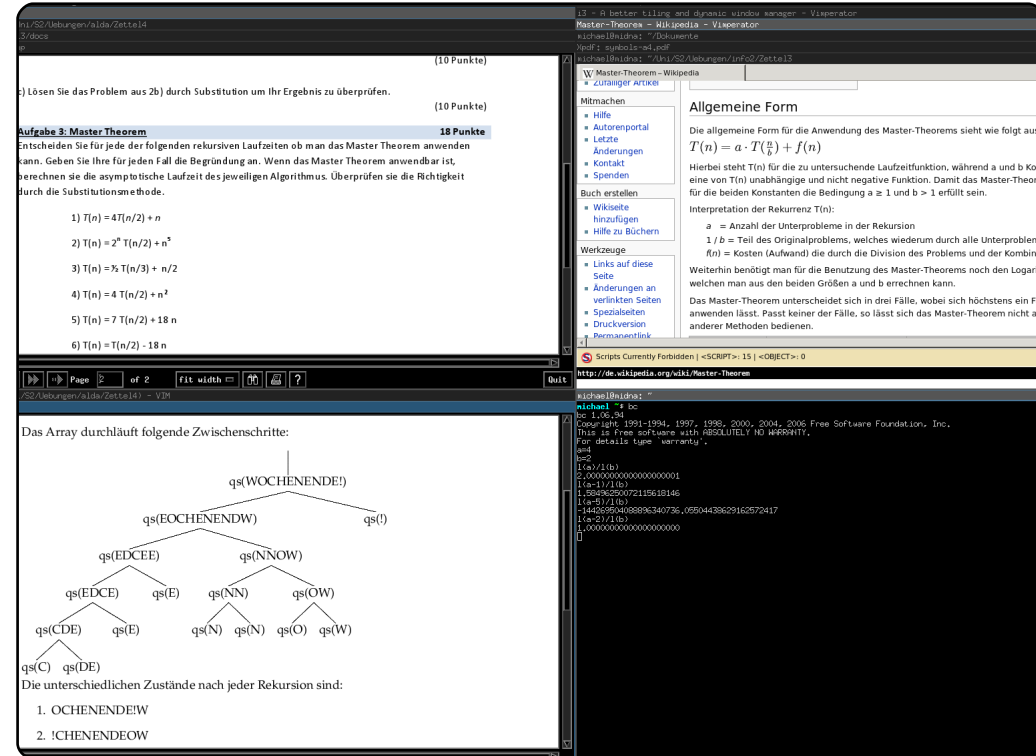 ni/S2/Uebungen/alda/Zettel4
3/docs
(10 Punkte)
c) Lösen Sie das Problem aus 2b) durch Substitution um Ihr Ergebnis zu überprüfen.
(10 Punkte)
Aufgabe 3: Master Theorem 18 Punkte
Entscheiden Sie für jede der folgenden rekursiven Laufzeiten ob man das Master Theorem anwenden
kann. Geben Sie Ihre für jeden Fall die Begründung an. Wenn das Master Theorem anwendbar ist,
berechnen sie die asymptotische Laufzeit des jeweiligen Algorithmus. Überprüfen sie die Richtigkeit
durch die Substitutionsmethode.
1) T(n) = 4T(n/2) + n
2) T(n) = 2ⁿ T(n/2) + n⁵
3) T(n) = ½ T(n/3) + n/2
4) T(n) = 4 T(n/2) + n²
5) T(n) = 7 T(n/2) + 18 n
6) T(n) = T(n/2) - 18 n
Page 2 of 2 fit width ? Quit
/S2/Uebungen/alda/Zettel4) - VIM
Das Array durchläuft folgende Zwischenschritte:
qs(WOCHENENDE!)
qs(EOCHENENDW) qs(!)
qs(EDCEE) qs(NNOW)
qs(EDCE) qs(E) qs(NN) qs(OW)
qs(CDE) qs(E) qs(N) qs(N) qs(O) qs(W)
qs(C) qs(DE)
Die unterschiedlichen Zustände nach jeder Rekursion sind:
1. OCHENENDE!W
2. !CHENENDEOW
i3 - A better tiling and dynamic window manager - Vimperator
Master-Theorem – Wikipedia - Vimperator
michael@midna: ~/Dokumente
Xpdf: symbols-a4.pdf
michael@midna: ~/Uni/S2/Uebungen/info2/Zettel3
W Master-Theorem – Wikipedia
Zufälliger Artikel
Mitmachen
Hilfe
Autorenportal
Letzte
Änderungen
Kontakt
Spenden
Buch erstellen
Wikiseite
hinzufügen
Hilfe zu Büchern
Werkzeuge
Links auf diese
Seite
Änderungen an
verlinkten Seiten
Spezialseiten
Druckversion
Permanentlink
Allgemeine Form
Die allgemeine Form für die Anwendung des Master-Theorems sieht wie folgt aus
T(n) = a · T(n/b) + f(n)
Hierbei steht T(n) für die zu untersuchende Laufzeitfunktion, während a und b Ko
eine von T(n) unabhängige und nicht negative Funktion. Damit das Master-Theor
für die beiden Konstanten die Bedingung a ≥ 1 und b > 1 erfüllt sein.
Interpretation der Rekurrenz T(n):
a = Anzahl der Unterprobleme in der Rekursion
1 / b = Teil des Originalproblems, welches wiederum durch alle Unterproblen
f(n) = Kosten (Aufwand) die durch die Division des Problems und der Kombin
Weiterhin benötigt man für die Benutzung des Master-Theorems noch den Logar
welchen man aus den beiden Größen a und b errechnen kann.
Das Master-Theorem unterscheidet sich in drei Fälle, wobei sich höchstens ein F
anwenden lässt. Passt keiner der Fälle, so lässt sich das Master-Theorem nicht a
anderer Methoden bedienen.
Scripts Currently Forbidden | <SCRIPT>: 15 | <OBJECT>: 0
http://de.wikipedia.org/wiki/Master-Theorem
michael@midna: ~
michael ~$ bc
bc 1.06.94
Copyright 1991-1994, 1997, 1998, 2000, 2004, 2006 Free Software Foundation, Inc.
This is free software with ABSOLUTELY NO WARRANTY.
For details type `warranty'.
a=4
b=2
l(a)/l(b)
2.00000000000000000001
l(a-1)/l(b)
1.58496250072115618146
l(a-5)/l(b)
-144269504088896340736.05504438629162572417
l(a-2)/l(b)
1.00000000000000000000